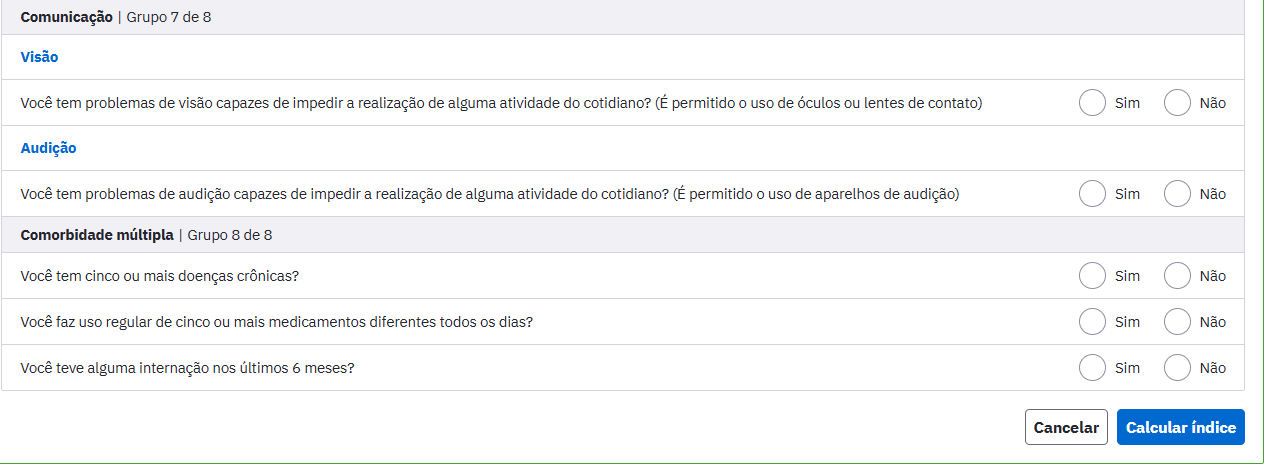 Comunicação | Grupo 7 de 8
Visão
Você tem problemas de visão capazes de impedir a realização de alguma atividade do cotidiano? (É permitido o uso de óculos ou lentes de contato) Sim Não
Audição
Você tem problemas de audição capazes de impedir a realização de alguma atividade do cotidiano? (É permitido o uso de aparelhos de audição) Sim Não
Comorbidade múltipla | Grupo 8 de 8
Você tem cinco ou mais doenças crônicas? Sim Não
Você faz uso regular de cinco ou mais medicamentos diferentes todos os dias? Sim Não
Você teve alguma internação nos últimos 6 meses? Sim Não
Cancelar Calcular índice